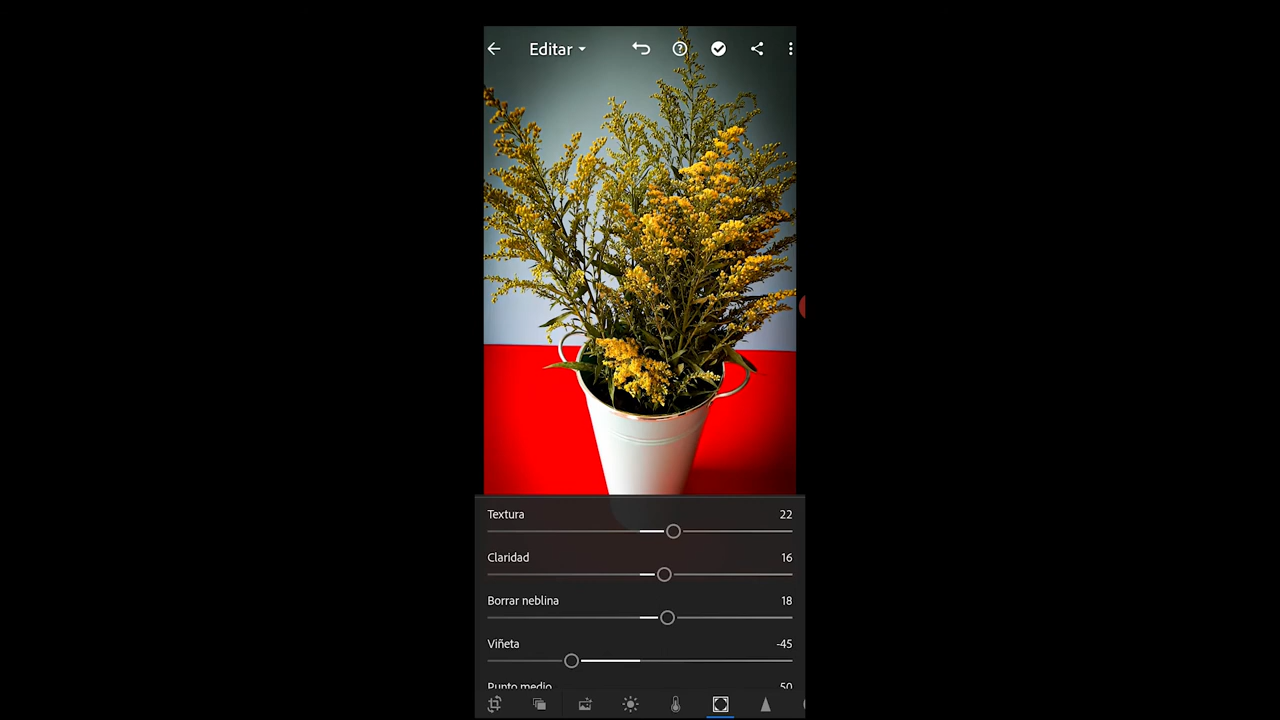 Editar
Textura 22
Claridad 16
Borrar neblina 18
Viñeta -45
Punto medio 50